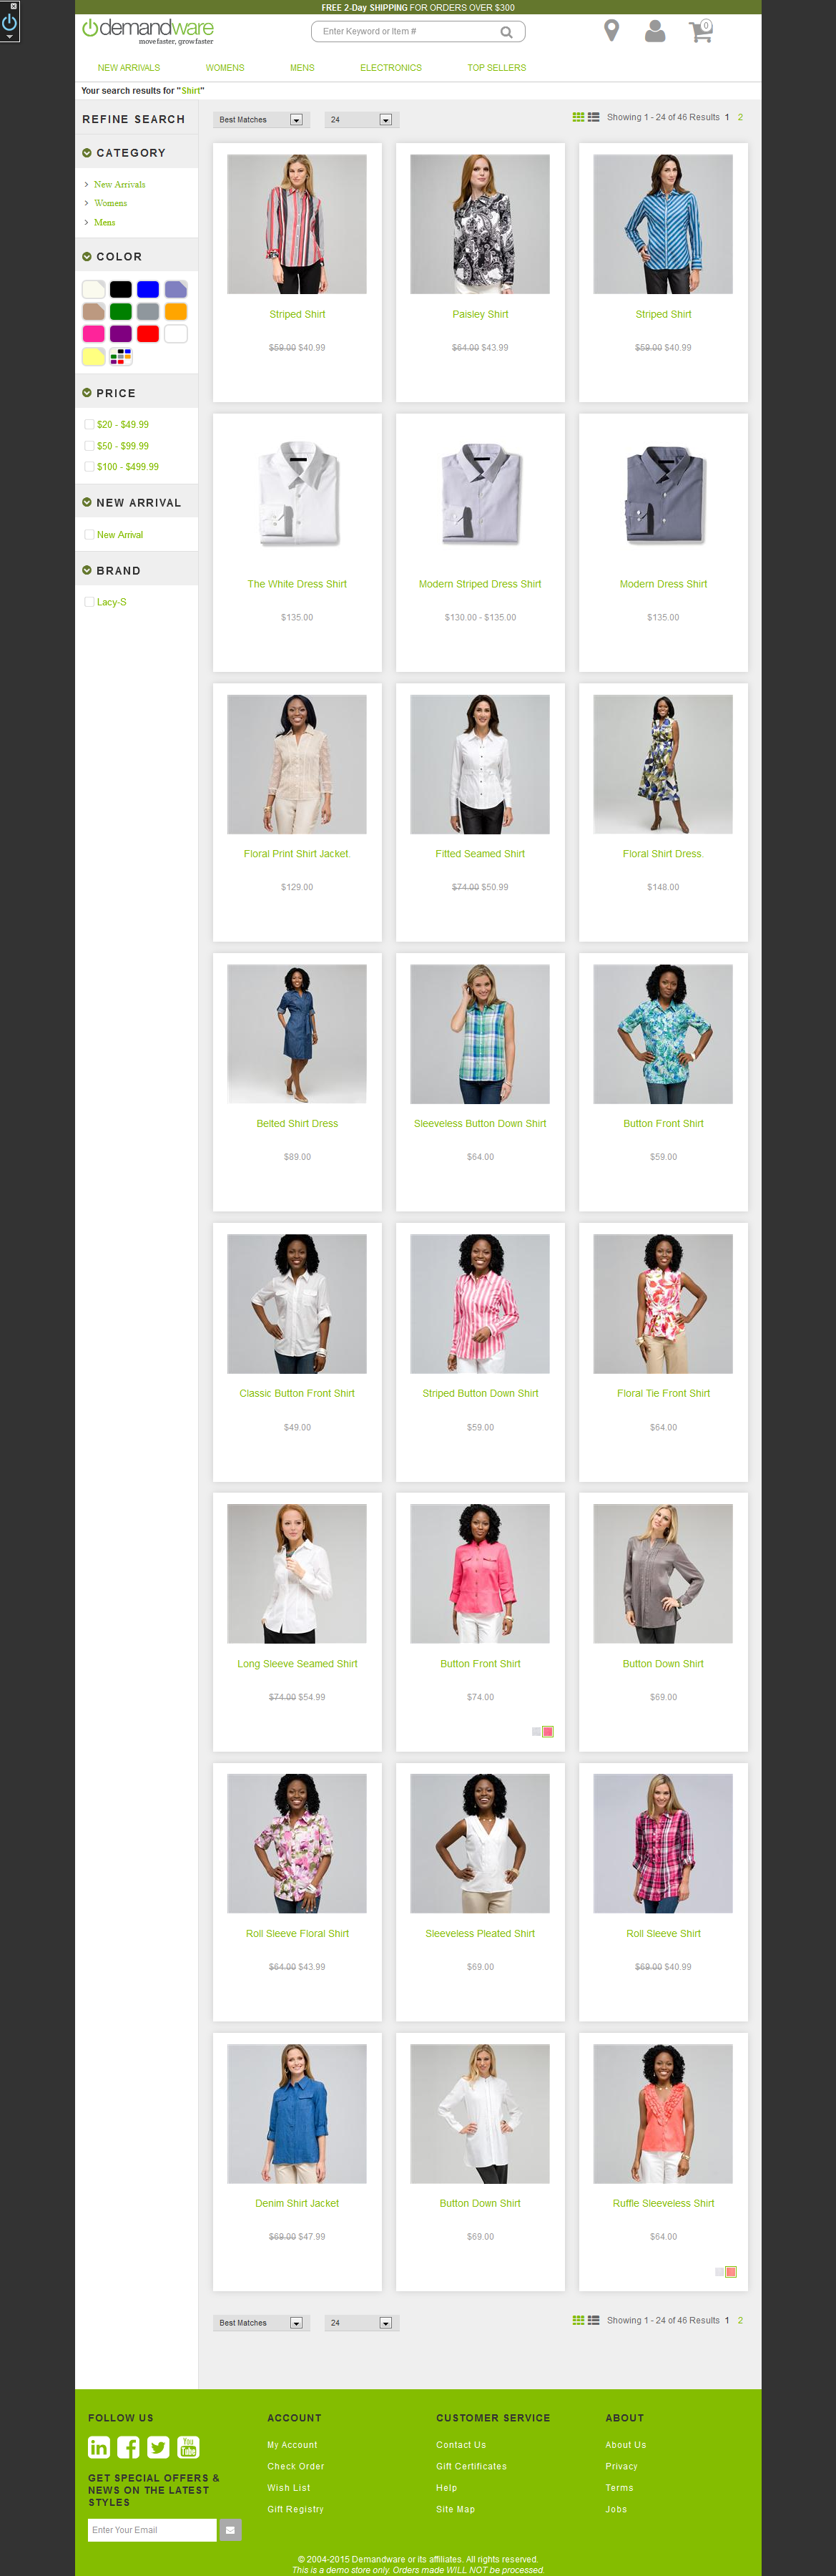 FREE 2-Day SHIPPING FOR ORDERS OVER $300
demandware
move faster, grow faster
Enter Keyword or Item #
0
NEW ARRIVALS WOMENS MENS ELECTRONICS TOP SELLERS
Your search results for "Shirt"
REFINE SEARCH
CATEGORY
New Arrivals
Womens
Mens
COLOR
PRICE
$20 - $49.99
$50 - $99.99
$100 - $499.99
NEW ARRIVAL
New Arrival
BRAND
Lacy-S
Best Matches 24 Showing 1 - 24 of 46 Results 1 2
Striped Shirt
$59.00 $40.99
Paisley Shirt
$64.00 $43.99
Striped Shirt
$59.00 $40.99
The White Dress Shirt
$135.00
Modern Striped Dress Shirt
$130.00 - $135.00
Modern Dress Shirt
$135.00
Floral Print Shirt Jacket.
$129.00
Fitted Seamed Shirt
$74.00 $50.99
Floral Shirt Dress.
$148.00
Belted Shirt Dress
$89.00
Sleeveless Button Down Shirt
$64.00
Button Front Shirt
$59.00
Classic Button Front Shirt
$49.00
Striped Button Down Shirt
$59.00
Floral Tie Front Shirt
$64.00
Long Sleeve Seamed Shirt
$74.00 $54.99
Button Front Shirt
$74.00
Button Down Shirt
$69.00
Roll Sleeve Floral Shirt
$64.00 $43.99
Sleeveless Pleated Shirt
$69.00
Roll Sleeve Shirt
$69.00 $40.99
Denim Shirt Jacket
$69.00 $47.99
Button Down Shirt
$69.00
Ruffle Sleeveless Shirt
$64.00
Best Matches 24 Showing 1 - 24 of 46 Results 1 2
FOLLOW US
in f You Tube
GET SPECIAL OFFERS &
NEWS ON THE LATEST
STYLES
Enter Your Email
ACCOUNT
My Account
Check Order
Wish List
Gift Registry
CUSTOMER SERVICE
Contact Us
Gift Certificates
Help
Site Map
ABOUT
About Us
Privacy
Terms
Jobs
© 2004-2015 Demandware or its affiliates. All rights reserved.
This is a demo store only. Orders made WILL NOT be processed.